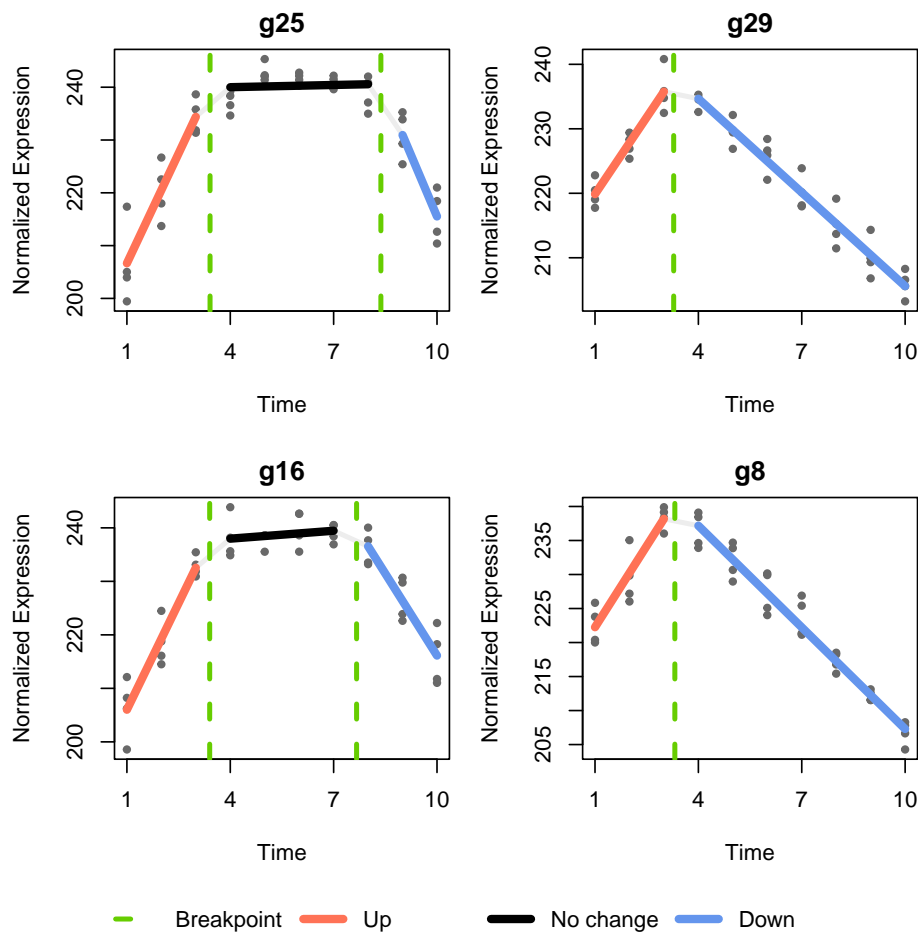 g25
Normalized Expression
200 220 240
1 4 7 10
Time
g29
Normalized Expression
210 220 230 240
1 4 7 10
Time
g16
Normalized Expression
200 220 240
1 4 7 10
Time
g8
Normalized Expression
205 215 225 235
1 4 7 10
Time
Breakpoint Up No change Down